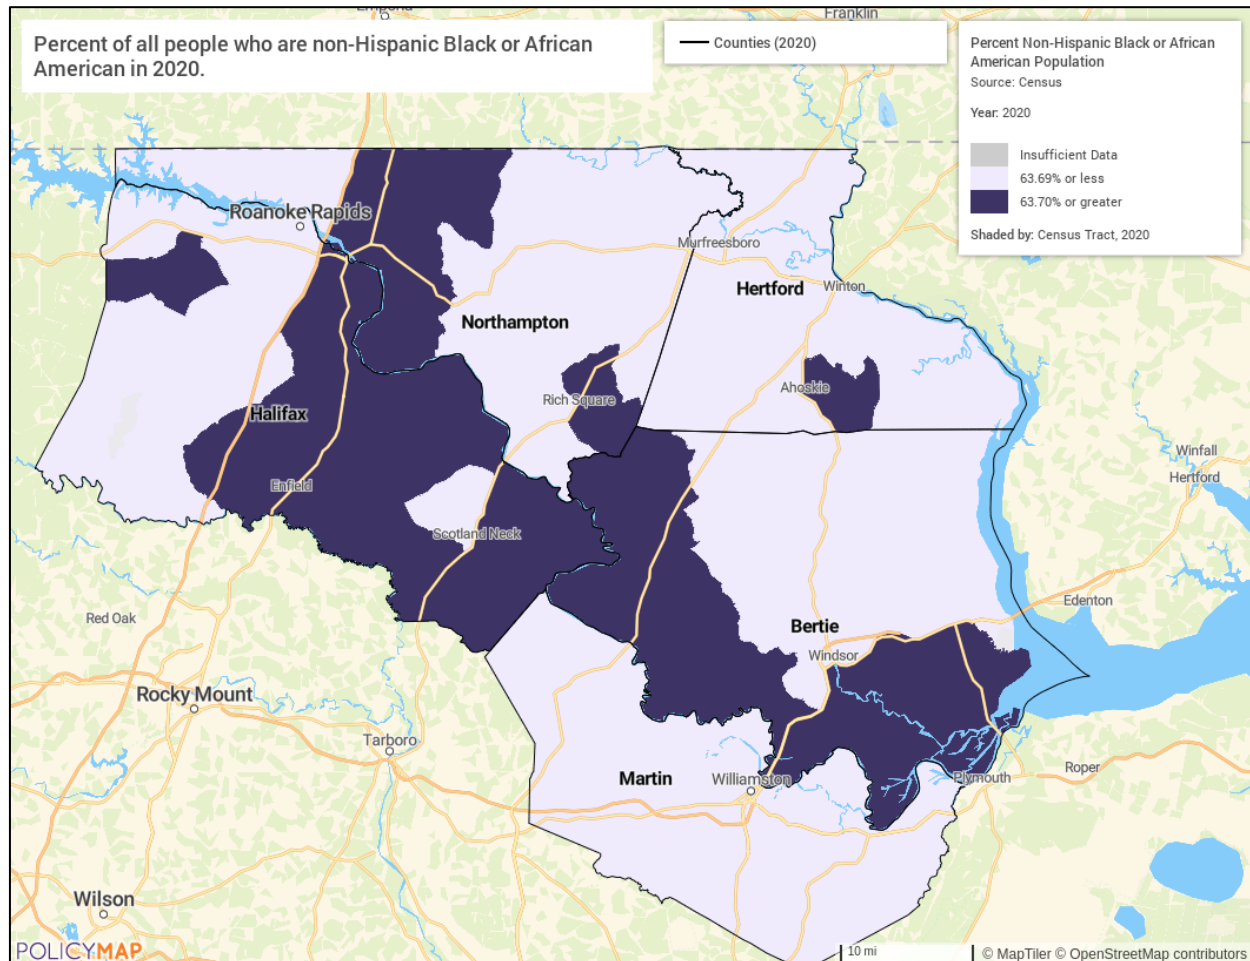 Emporia
Franklin
Percent of all people who are non-Hispanic Black or African
American in 2020.
Counties (2020)
Percent Non-Hispanic Black or African
American Population
Source: Census
Year: 2020
Insufficient Data
63.69% or less
63.70% or greater
Shaded by: Census Tract, 2020
Roanoke Rapids
Murfreesboro
Hertford
Winton
Northampton
Ahoskie
Rich Square
Halifax
Winfall
Hertford
Enfield
Scotland Neck
Edenton
Red Oak
Bertie
Windsor
Rocky Mount
Tarboro
Martin
Williamston
Plymouth
Roper
Wilson
POLICYMAP
10 mi
© MapTiler © OpenStreetMap contributors